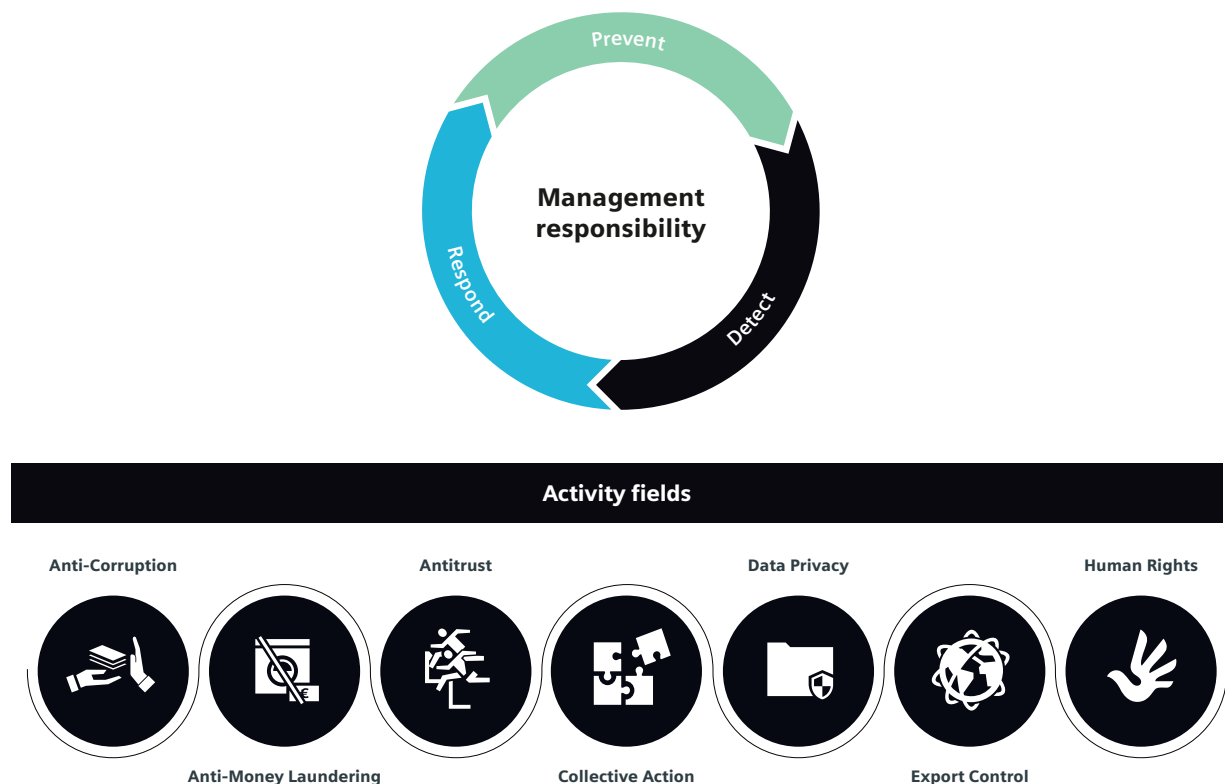 Prevent
Management
responsibility
Respond
Detect
Activity fields
Anti-Corruption
Antitrust
Data Privacy
Human Rights
€
Anti-Money Laundering
Collective Action
Export Control